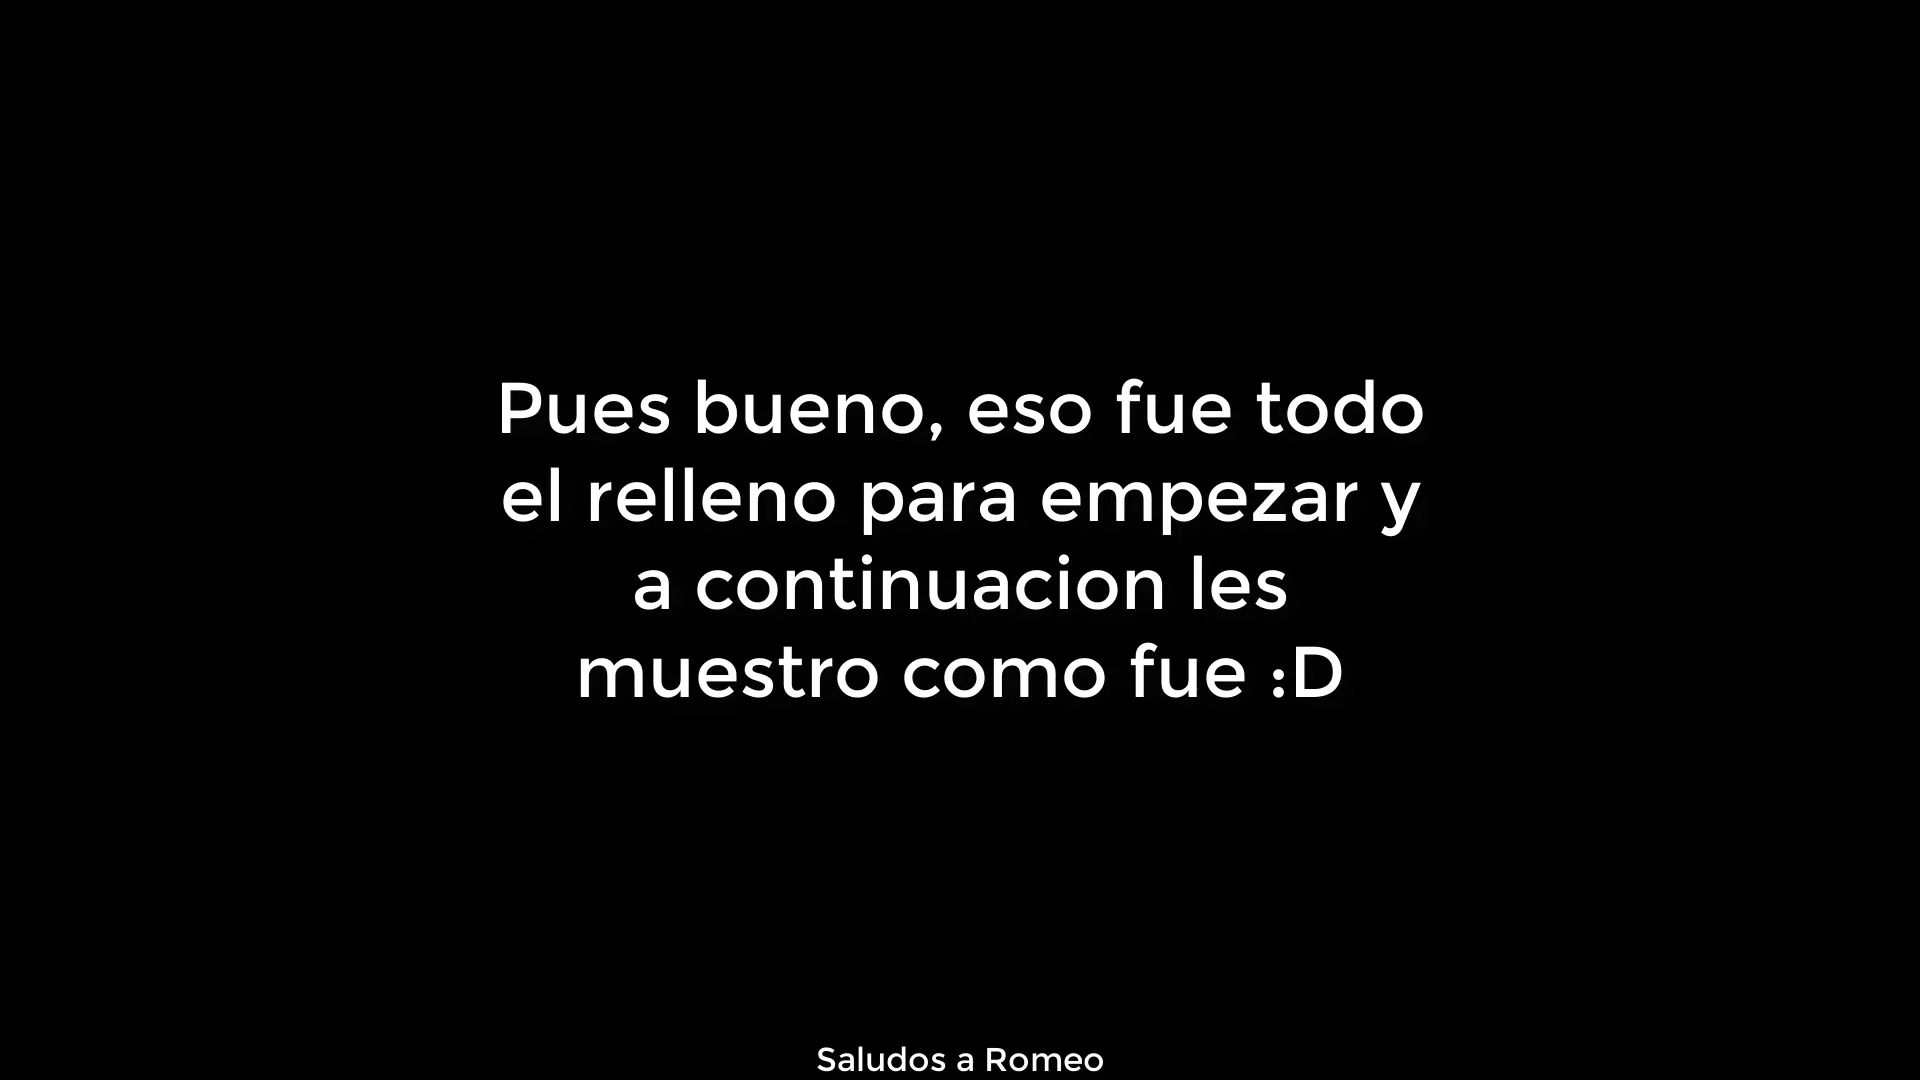 Pues bueno, eso fue todo
el relleno para empezar y
a continuacion les
muestro como fue :D
Saludos a Romeo